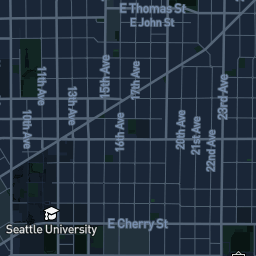 E Thomas St
E John St
15th Ave
17th Ave
11th Ave
13th Ave
23rd Ave
10th Ave
16th Ave
20th Ave
21st Ave
22nd Ave
E Cherry St
Seattle University